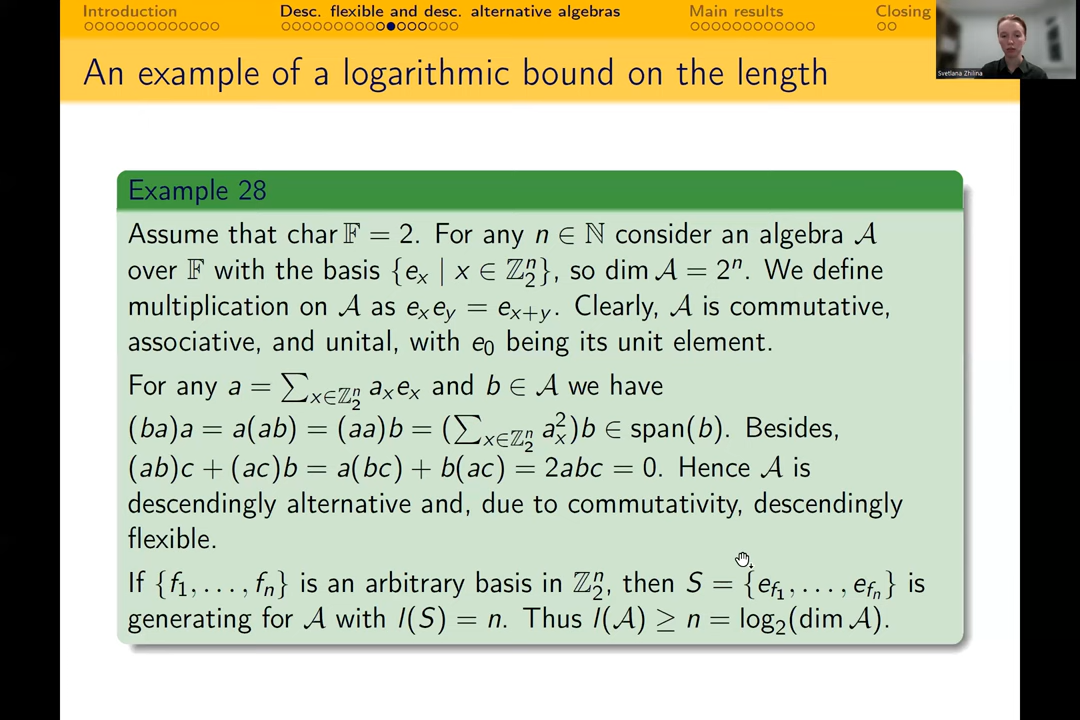 Introduction
Desc. flexible and desc. alternative algebras
Main results
Closing
Svetlana Zhilina
An example of a logarithmic bound on the length
Example 28
Assume that char 𝔽 = 2. For any n ∈ ℕ consider an algebra 𝒜
over 𝔽 with the basis {e_x | x ∈ ℤ_2^n}, so dim 𝒜 = 2^n. We define
multiplication on 𝒜 as e_x e_y = e_{x+y}. Clearly, 𝒜 is commutative,
associative, and unital, with e_0 being its unit element.
For any a = ∑_{x∈ℤ_2^n} a_x e_x and b ∈ 𝒜 we have
(ba)a = a(ab) = (aa)b = (∑_{x∈ℤ_2^n} a_x^2)b ∈ span(b). Besides,
(ab)c + (ac)b = a(bc) + b(ac) = 2abc = 0. Hence 𝒜 is
descendingly alternative and, due to commutativity, descendingly
flexible.
If {f_1, . . . , f_n} is an arbitrary basis in ℤ_2^n, then S = {e_{f_1}, . . . , e_{f_n}} is
generating for 𝒜 with l(S) = n. Thus l(𝒜) ≥ n = log_2(dim 𝒜).